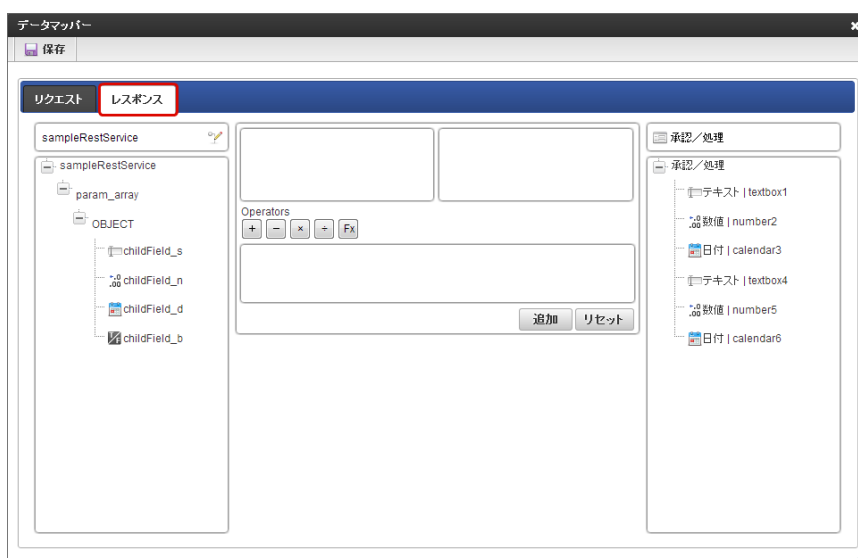 データマッパー
保存
リクエスト レスポンス
sampleRestService
sampleRestService
param_array
OBJECT
childField_s
childField_n
childField_d
childField_b
Operators
+ − × ÷ Fx
追加 リセット
承認／処理
承認／処理
テキスト | textbox1
数値 | number2
日付 | calendar3
テキスト | textbox4
数値 | number5
日付 | calendar6